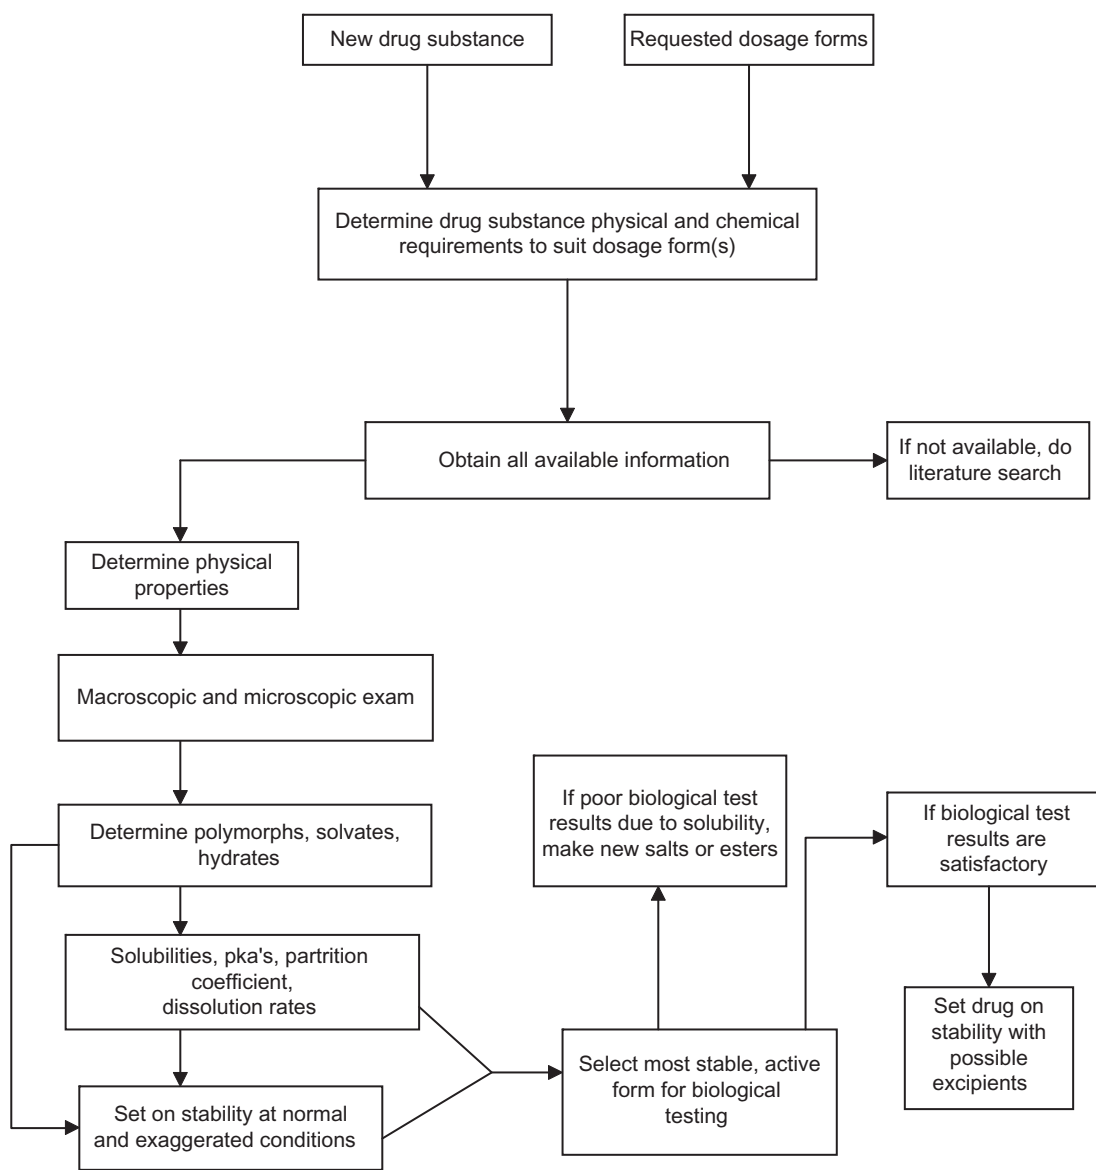 New drug substance
Requested dosage forms
Determine drug substance physical and chemical
requirements to suit dosage form(s)
Obtain all available information
If not available, do
literature search
Determine physical
properties
Macroscopic and microscopic exam
Determine polymorphs, solvates,
hydrates
If poor biological test
results due to solubility,
make new salts or esters
If biological test
results are
satisfactory
Solubilities, pka's, partrition
coefficient,
dissolution rates
Set drug on
stability with
possible
excipients
Select most stable, active
form for biological
testing
Set on stability at normal
and exaggerated conditions